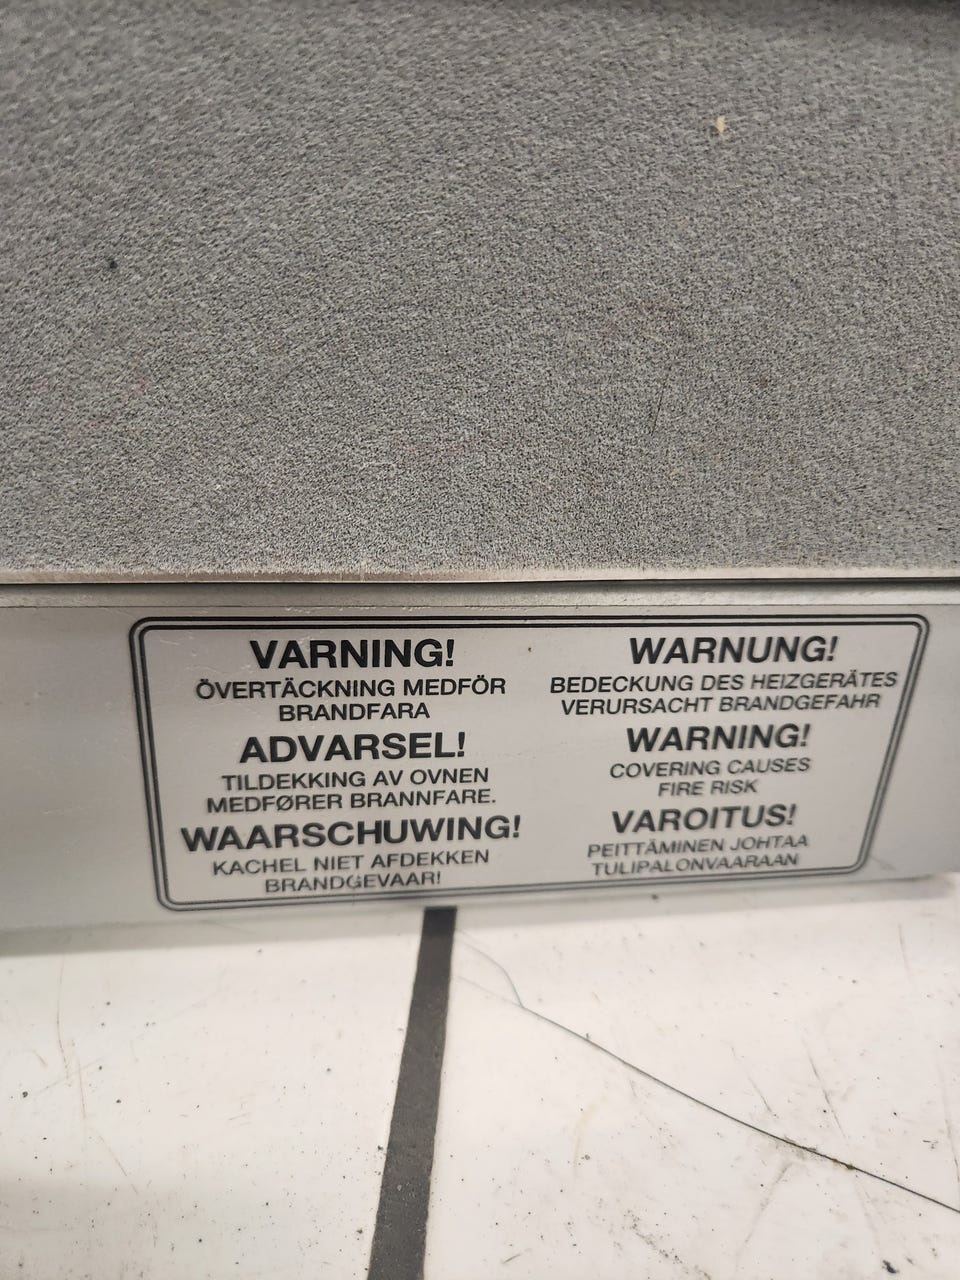 VARNING!
ÖVERTÄCKNING MEDFÖR
BRANDFARA
ADVARSEL!
TILDEKKING AV OVNEN
MEDFØRER BRANNFARE.
WAARSCHUWING!
KACHEL NIET AFDEKKEN
BRANDGEVAAR!
WARNUNG!
BEDECKUNG DES HEIZGERÄTES
VERURSACHT BRANDGEFAHR
WARNING!
COVERING CAUSES
FIRE RISK
VAROITUS!
PEITTÄMINEN JOHTAA
TULIPALONVAARAAN